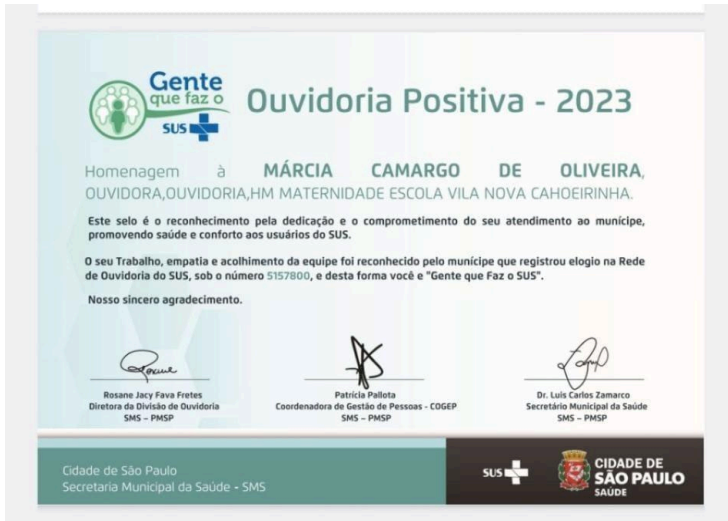 Gente
que faz o
SUS
Ouvidoria Positiva - 2023
Homenagem à MÁRCIA CAMARGO DE OLIVEIRA,
OUVIDORA,OUVIDORIA,HM MATERNIDADE ESCOLA VILA NOVA CAHOEIRINHA.
Este selo é o reconhecimento pela dedicação e o comprometimento do seu atendimento ao munícipe,
promovendo saúde e conforto aos usuários do SUS.
O seu Trabalho, empatia e acolhimento da equipe foi reconhecido pelo munícipe que registrou elogio na Rede
de Ouvidoria do SUS, sob o número 5157800, e desta forma você e "Gente que Faz o SUS".
Nosso sincero agradecimento.
Rosane Jacy Fava Fretes
Diretora da Divisão de Ouvidoria
SMS – PMSP
Patrícia Pallota
Coordenadora de Gestão de Pessoas - COGEP
SMS – PMSP
Dr. Luis Carlos Zamarco
Secretário Municipal da Saúde
SMS – PMSP
Cidade de São Paulo
Secretaria Municipal da Saúde - SMS
SUS
CIDADE DE
SÃO PAULO
SAÚDE